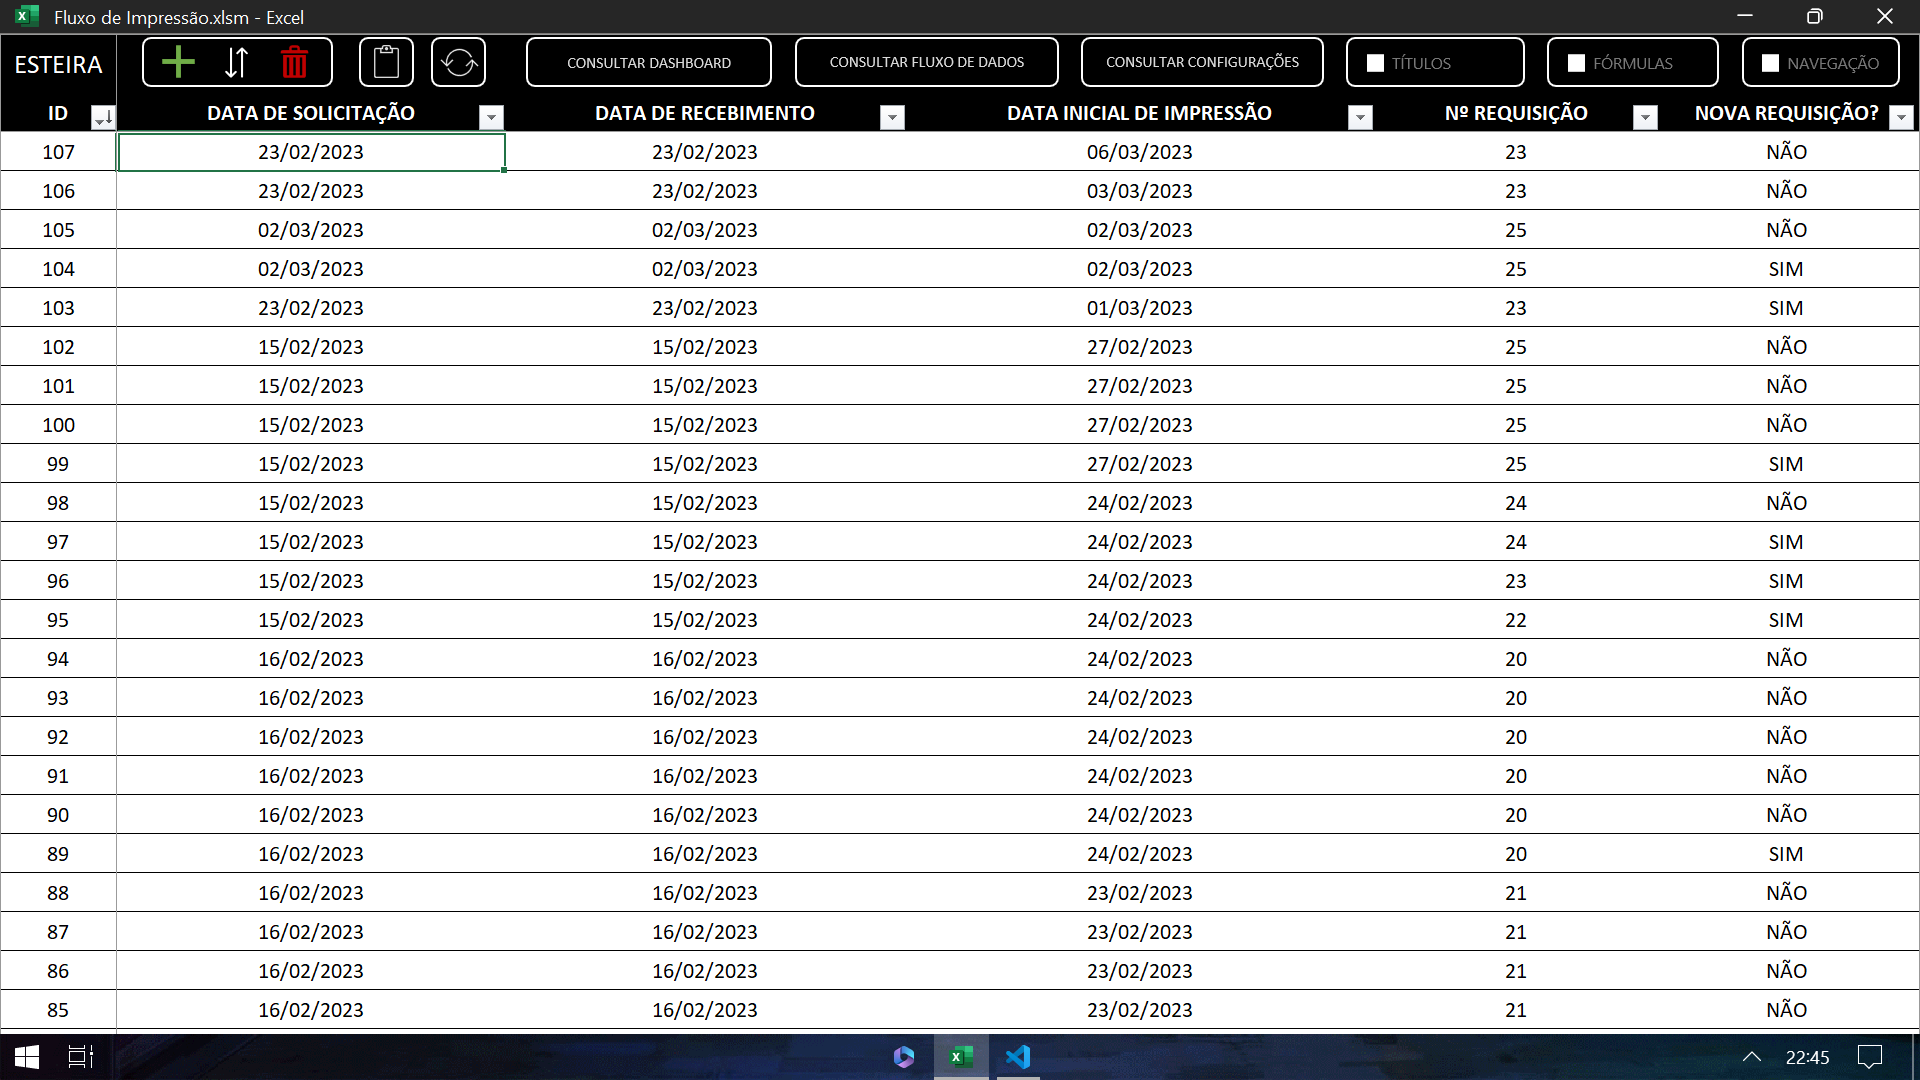 Fluxo de Impressão.xlsm - Excel
ESTEIRA CONSULTAR DASHBOARD CONSULTAR FLUXO DE DADOS CONSULTAR CONFIGURAÇÕES TÍTULOS FÓRMULAS NAVEGAÇÃO
ID DATA DE SOLICITAÇÃO DATA DE RECEBIMENTO DATA INICIAL DE IMPRESSÃO Nº REQUISIÇÃO NOVA REQUISIÇÃO?
107 23/02/2023 23/02/2023 06/03/2023 23 NÃO
106 23/02/2023 23/02/2023 03/03/2023 23 NÃO
105 02/03/2023 02/03/2023 02/03/2023 25 NÃO
104 02/03/2023 02/03/2023 02/03/2023 25 SIM
103 23/02/2023 23/02/2023 01/03/2023 23 SIM
102 15/02/2023 15/02/2023 27/02/2023 25 NÃO
101 15/02/2023 15/02/2023 27/02/2023 25 NÃO
100 15/02/2023 15/02/2023 27/02/2023 25 NÃO
99 15/02/2023 15/02/2023 27/02/2023 25 SIM
98 15/02/2023 15/02/2023 24/02/2023 24 NÃO
97 15/02/2023 15/02/2023 24/02/2023 24 SIM
96 15/02/2023 15/02/2023 24/02/2023 23 SIM
95 15/02/2023 15/02/2023 24/02/2023 22 SIM
94 16/02/2023 16/02/2023 24/02/2023 20 NÃO
93 16/02/2023 16/02/2023 24/02/2023 20 NÃO
92 16/02/2023 16/02/2023 24/02/2023 20 NÃO
91 16/02/2023 16/02/2023 24/02/2023 20 NÃO
90 16/02/2023 16/02/2023 24/02/2023 20 NÃO
89 16/02/2023 16/02/2023 24/02/2023 20 SIM
88 16/02/2023 16/02/2023 23/02/2023 21 NÃO
87 16/02/2023 16/02/2023 23/02/2023 21 NÃO
86 16/02/2023 16/02/2023 23/02/2023 21 NÃO
85 16/02/2023 16/02/2023 23/02/2023 21 NÃO
22:45